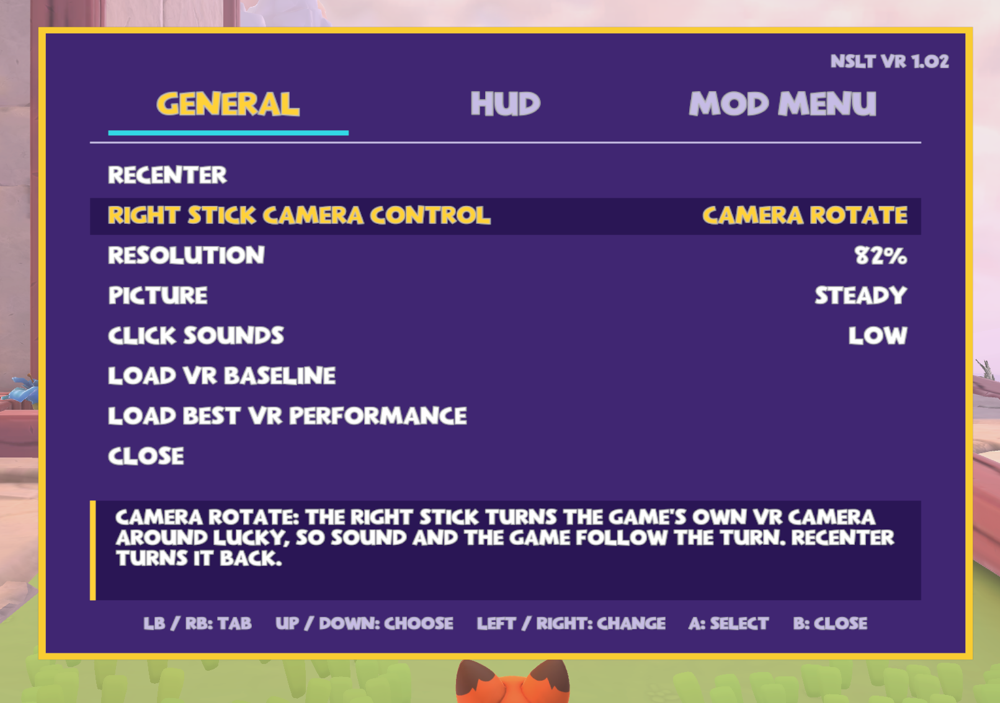 NSLT VR 1.02
GENERAL HUD MOD MENU
RECENTER
RIGHT STICK CAMERA CONTROL CAMERA ROTATE
RESOLUTION 82%
PICTURE STEADY
CLICK SOUNDS LOW
LOAD VR BASELINE
LOAD BEST VR PERFORMANCE
CLOSE
CAMERA ROTATE: THE RIGHT STICK TURNS THE GAME'S OWN VR CAMERA
AROUND LUCKY, SO SOUND AND THE GAME FOLLOW THE TURN. RECENTER
TURNS IT BACK.
LB / RB: TAB UP / DOWN: CHOOSE LEFT / RIGHT: CHANGE A: SELECT B: CLOSE